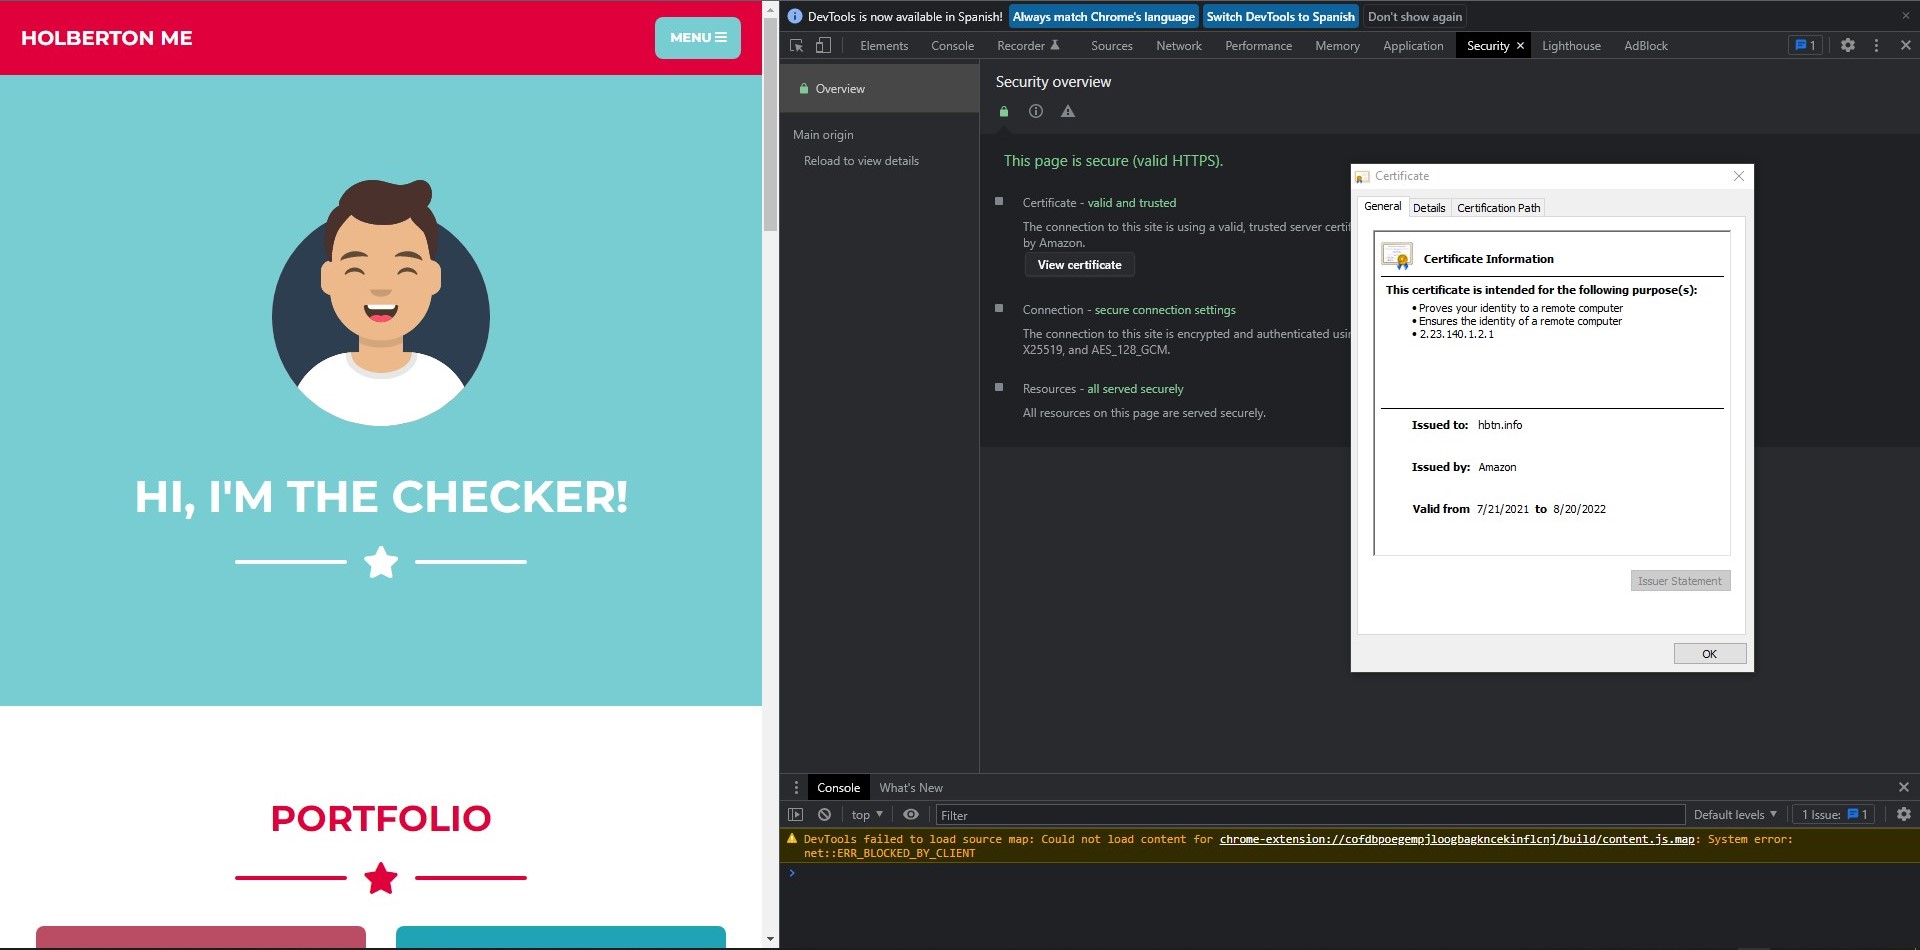 HOLBERTON ME
MENU
HI, I'M THE CHECKER!
PORTFOLIO
DevTools is now available in Spanish!
Always match Chrome's language
Switch DevTools to Spanish
Don't show again
Elements
Console
Recorder
Sources
Network
Performance
Memory
Application
Security
Lighthouse
AdBlock
1
Overview
Main origin
Reload to view details
Security overview
This page is secure (valid HTTPS).
Certificate - valid and trusted
The connection to this site is using a valid, trusted server certif
by Amazon.
View certificate
Connection - secure connection settings
The connection to this site is encrypted and authenticated usin
X25519, and AES_128_GCM.
Resources - all served securely
All resources on this page are served securely.
Certificate
General
Details
Certification Path
Certificate Information
This certificate is intended for the following purpose(s):
• Proves your identity to a remote computer
• Ensures the identity of a remote computer
• 2.23.140.1.2.1
Issued to: hbtn.info
Issued by: Amazon
Valid from 7/21/2021 to 8/20/2022
Issuer Statement
OK
Console
What's New
top
Filter
Default levels
1 Issue:
1
DevTools failed to load source map: Could not load content for chrome-extension://cofdbpoegempjloogbagkncekinflcnj/build/content.js.map: System error:
net::ERR_BLOCKED_BY_CLIENT